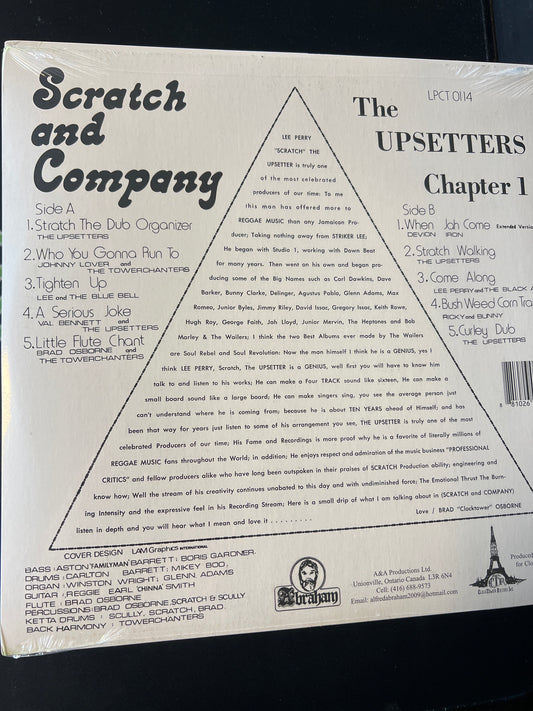 Scratch
and
Company
The
UPSETTERS
Chapter 1
LPCT 0114
Side A
1. Stratch The Dub Organizer
THE UPSETTERS
2. Who You Gonna Run To
JOHNNY LOVER and
THE TOWERCHANTERS
3. Tighten Up
LEE and THE BLUE BELL
4. A Serious Joke
VAL BENNETT and
THE UPSETTERS
5. Little Flute Chant
BRAD OSBORNE and
THE TOWERCHANTERS
LEE PERRY
"SCRATCH" THE
UPSETTER is truly one
of the most celebrated
producers of our time: To me
this man has offered more to
REGGAE MUSIC than any Jamaican Pro-
ducer; Taking nothing away from STRIKER LEE;
He began with Studio 1, working with Down Beat
for many years. Then went on his own and began pro-
ducing some of the Big Names such as Carl Dawkins, Dave
Barker, Bunny Clarke, Delinger, Agustus Pablo, Glenn Adams, Max
Romeo, Junior Byles, Jimmy Riley, David Isaac, Gregory Issac, Keith Rowe,
Hugh Roy, George Faith, Jah Lloyd, Junior Mervin, The Heptones and Bob
Marley & The Wailers; I think the two Best Albums ever made by The Wailers
are Soul Rebel and Soul Revolution: Now the man himself I think he is a GENIUS, yes I
think LEE PERRY, Scratch, The UPSETTER is a GENIUS, well first you will have to know him
talk to and listen to his works; He can make a Four TRACK sound like sixteen, He can make a
small board sound like a large board; He can make singers sing, you see the average person just
can't understand where he is coming from; because he is about TEN YEARS ahead of Himself; and has
been that way for years just listen to some of his arrangement you see, THE UPSETTER is truly one of the most
celebrated Producers of our time; His Fame and Recordings is more proof why he is a favorite of literally millions of
REGGAE MUSIC fans throughout the World; in addition; He enjoys respect and admiration of the music business "PROFESSIONAL
CRITICS" and fellow producers alike who have long been outspoken in their praises of SCRATCH Production ability; engineering and
know how; Well the stream of his creativity continues unabated to this day and with undiminished force; The Emotional Thrust The Burn-
ing Intensity and the expressive feel in his Recording Stream; Here is a small drip of what I am talking about in (SCRATCH and COMPANY)
listen in depth and you will hear what I mean and love it . . . . . . . . .
Love / BRAD "Clocktower" OSBORNE
Side B
1. When Jah Come Extended Versio
DEVION IRON
2. Stratch Walking
THE UPSETTERS
3. Come Along
LEE PERRY and THE BLACK A
4. Bush Weed Corn Tra
RICKY and BUNNY
5. Curley Dub
THE UPSETTERS
8 81026
COVER DESIGN LAM Graphics INTERNATIONAL
BASS: ASTON "FAMILYMAN" BARRETT: BORIS GARDNER.
DRUMS: CARLTON BARRETT: MIKEY BOO,
ORGAN: WINSTON WRIGHT: GLENN ADAMS
GUITAR: REGGIE EARL "CHINNA" SMITH
FLUTE: BRAD OSBORNE
PERCUSSIONS: BRAD OSBORNE, SCRATCH & SCULLY
KETTA DRUMS: SCULLY, SCRATCH, BRAD.
BACK HARMONY: TOWERCHANTERS
Abraham
A&A Productions Ltd.
Unionville, Ontario Canada L3R 6N4
Cell: (416) 688-9573
Email: alfredabraham2009@hotmail.com
Produced
for Clo